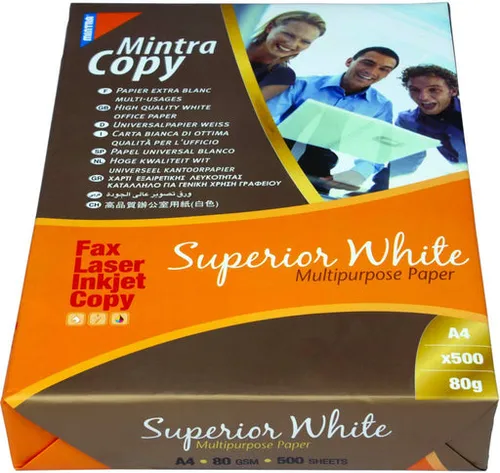 mintra
Mintra
Copy
F PAPIER EXTRA BLANC
MULTI-USAGES
GB HIGH QUALITY WHITE
OFFICE PAPER
D UNIVERSALPAPIER WEISS
I CARTA BIANCA DI OTTIMA
QUALITÀ PER L'UFFICIO
SP PAPEL UNIVERSAL BLANCO
NL HOGE KWALITEIT WIT
UNIVERSEEL KANTOORPAPIER
GR ΧΑΡΤΙ ΕΞΑΙΡΕΤΙΚΗΣ ΛΕΥΚΟΤΗΤΑΣ
ΚΑΤΑΛΛΗΛΟ ΓΙΑ ΓΕΝΙΚΗ ΧΡΗΣΗ ΓΡΑΦΕΙΟΥ
عربي ورق تصوير عالي الجودة
CH 高品質辦公室用紙(白色)
Fax
Laser
Inkjet
Copy
Superior White
Multipurpose Paper
A4
x500
80g
Superior White
Multipurpose Paper
A4 • 80 GSM • 500 SHEETS